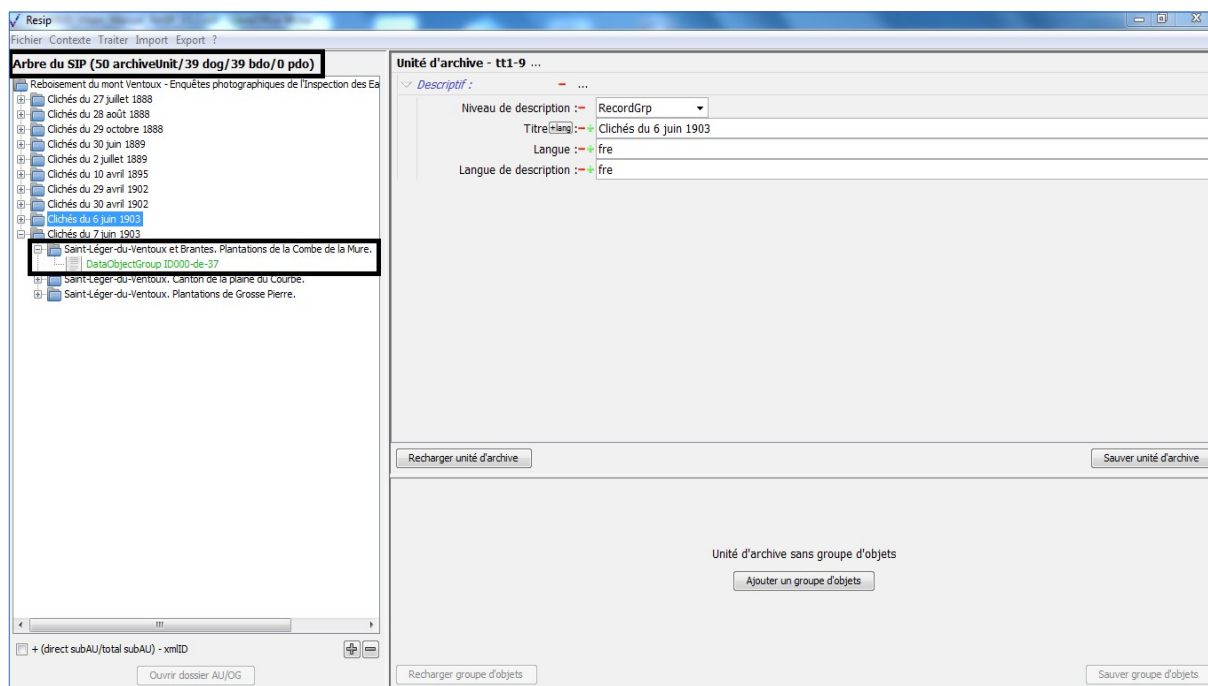 Resip
Fichier Contexte Traiter Import Export ?
Arbre du SIP (50 archiveUnit/39 dog/39 bdo/0 pdo)
Reboisement du mont Ventoux - Enquêtes photographiques de l'Inspection des Ea
Clichés du 27 juillet 1888
Clichés du 28 août 1888
Clichés du 29 octobre 1888
Clichés du 30 juin 1889
Clichés du 2 juillet 1889
Clichés du 10 avril 1895
Clichés du 29 avril 1902
Clichés du 30 avril 1902
Clichés du 6 juin 1903
Clichés du 7 juin 1903
Saint-Léger-du-Ventoux et Brantes. Plantations de la Combe de la Mure.
DataObjectGroup ID000-de-37
Saint-Léger-du-Ventoux. Canton de la plaine du Courbe.
Saint-Léger-du-Ventoux. Plantations de Grosse Pierre.
+ (direct subAU/total subAU) - xmlID
Ouvrir dossier AU/OG
Unité d'archive - tt1-9 ...
Descriptif : - ...
Niveau de description :- RecordGrp
Titre +lang :-+ Clichés du 6 juin 1903
Langue :-+ fre
Langue de description :-+ fre
Recharger unité d'archive Sauver unité d'archive
Unité d'archive sans groupe d'objets
Ajouter un groupe d'objets
Recharger groupe d'objets Sauver groupe d'objets